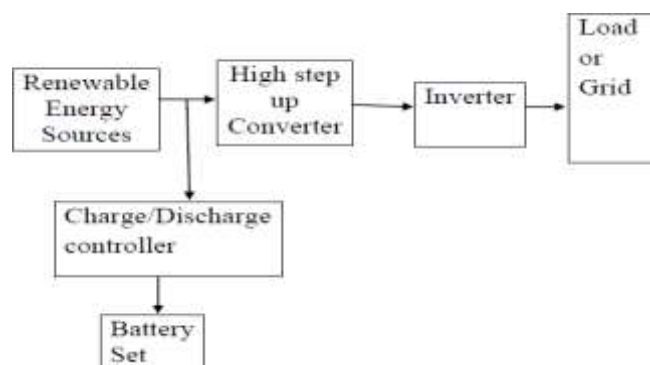 Renewable
Energy
Sources
High step
up
Converter
Inverter
Load
or
Grid
Charge/Discharge
controller
Battery
Set